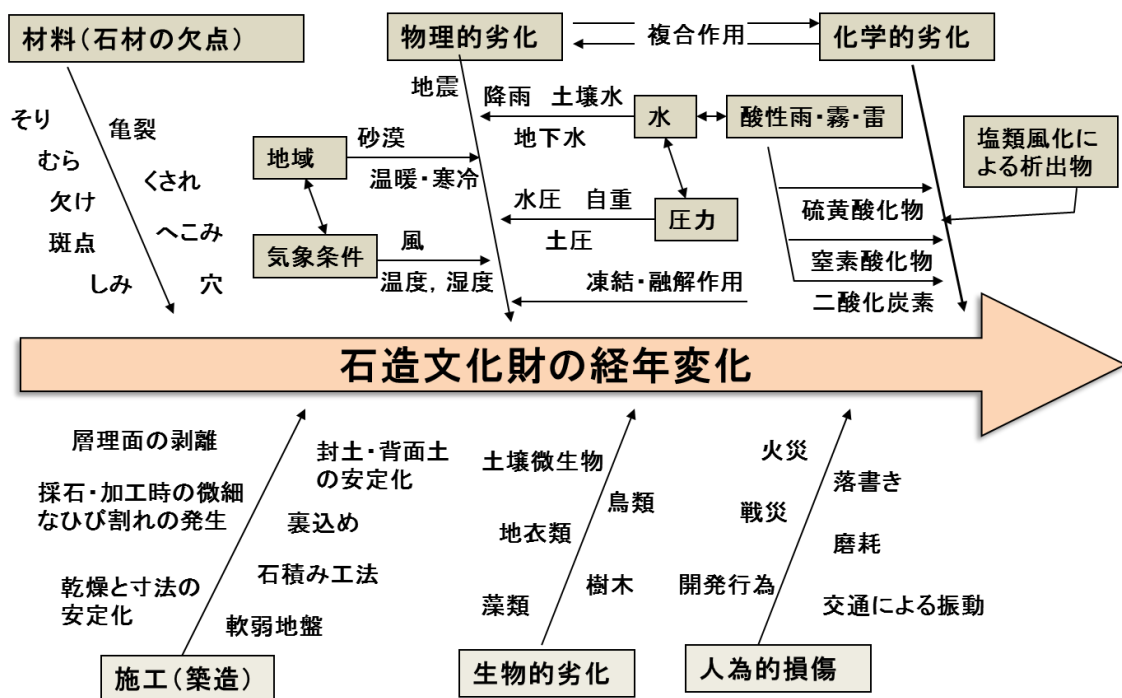 材料(石材の欠点)
物理的劣化
複合作用
化学的劣化
そり
亀裂
むら
くされ
欠け
へこみ
斑点
しみ
穴
地震
降雨　土壌水
地下水
水
酸性雨・霧・雷
塩類風化に
よる析出物
地域
砂漠
温暖・寒冷
水圧　自重
土圧
圧力
硫黄酸化物
窒素酸化物
二酸化炭素
気象条件
風
温度，湿度
凍結・融解作用
石造文化財の経年変化
層理面の剥離
採石・加工時の微細
なひび割れの発生
乾燥と寸法の
安定化
封土・背面土
の安定化
裏込め
石積み工法
軟弱地盤
施工(築造)
土壌微生物
鳥類
地衣類
樹木
藻類
生物的劣化
火災
落書き
戦災
磨耗
開発行為
交通による振動
人為的損傷